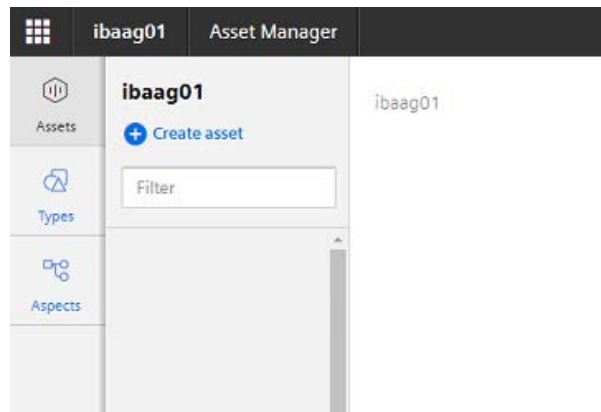 ibaag01 Asset Manager
Assets
Types
Aspects
ibaag01
Create asset
Filter
ibaag01